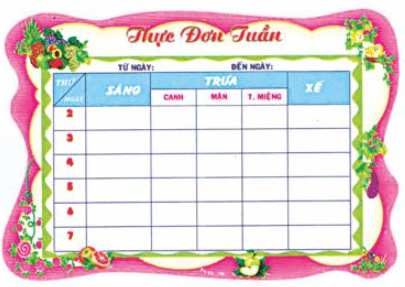 Thực Đơn Tuần
TỪ NGÀY: ĐẾN NGÀY:
THỨ
NGÀY
SÁNG
TRƯA
XẾ
CANH MẶN T. MIỆNG
2
3
4
5
6
7